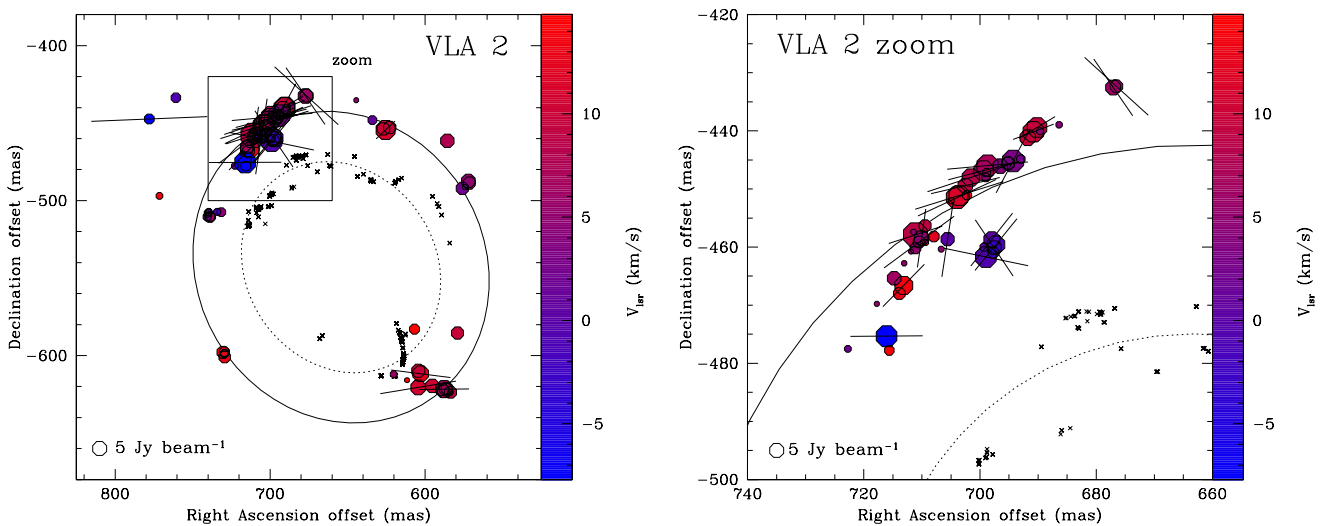 VLA 2
zoom
-400
-500
-600
Declination offset (mas)
800
700
600
Right Ascension offset (mas)
5 Jy beam⁻¹
10
5
0
-5
V_lsr (km/s)
VLA 2 zoom
-420
-440
-460
-480
-500
Declination offset (mas)
740
720
700
680
660
Right Ascension offset (mas)
5 Jy beam⁻¹
10
5
0
-5
V_lsr (km/s)